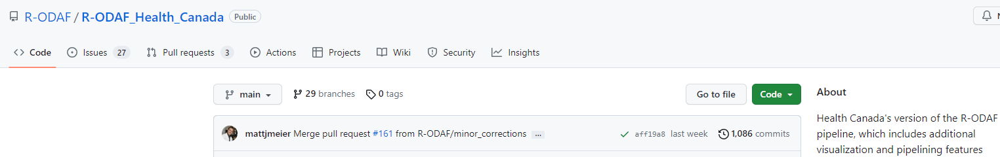 R-ODAF / R-ODAF_Health_Canada Public
Code Issues 27 Pull requests 3 Actions Projects Wiki Security Insights
main 29 branches 0 tags Go to file Code
About
mattjmeier Merge pull request #161 from R-ODAF/minor_corrections ... aff19a8 last week 1,086 commits
Health Canada's version of the R-ODAF
pipeline, which includes additional
visualization and pipelining features